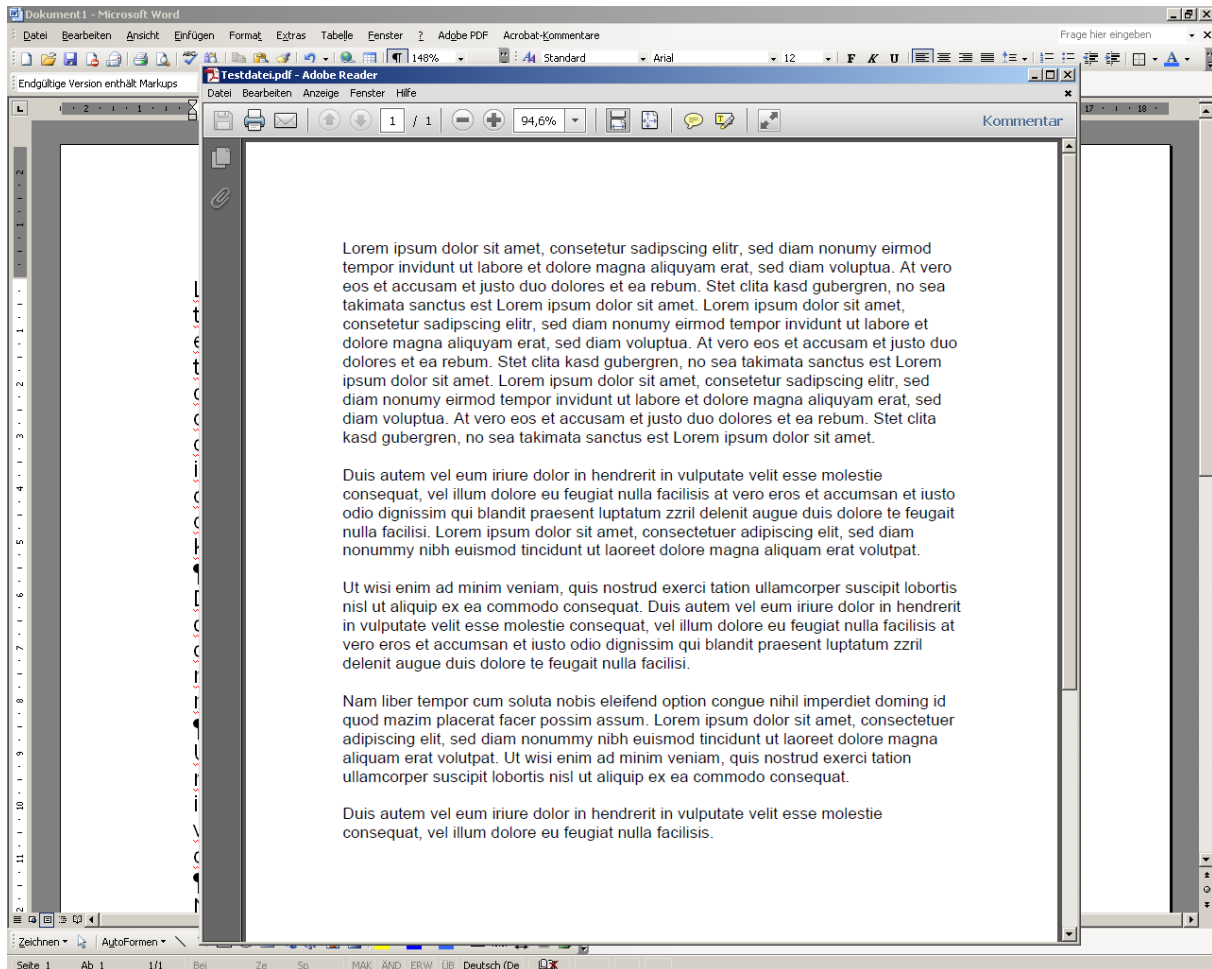 Dokument1 - Microsoft Word
Datei Bearbeiten Ansicht Einfügen Format Extras Tabelle Fenster ? Adobe PDF Acrobat-Kommentare Frage hier eingeben
148% Standard Arial 12 F K U
Endgültige Version enthält Markups
Testdatei.pdf - Adobe Reader
Datei Bearbeiten Anzeige Fenster Hilfe
1 / 1 94,6% Kommentar
Lorem ipsum dolor sit amet, consetetur sadipscing elitr, sed diam nonumy eirmod
tempor invidunt ut labore et dolore magna aliquyam erat, sed diam voluptua. At vero
eos et accusam et justo duo dolores et ea rebum. Stet clita kasd gubergren, no sea
takimata sanctus est Lorem ipsum dolor sit amet. Lorem ipsum dolor sit amet,
consetetur sadipscing elitr, sed diam nonumy eirmod tempor invidunt ut labore et
dolore magna aliquyam erat, sed diam voluptua. At vero eos et accusam et justo duo
dolores et ea rebum. Stet clita kasd gubergren, no sea takimata sanctus est Lorem
ipsum dolor sit amet. Lorem ipsum dolor sit amet, consetetur sadipscing elitr, sed
diam nonumy eirmod tempor invidunt ut labore et dolore magna aliquyam erat, sed
diam voluptua. At vero eos et accusam et justo duo dolores et ea rebum. Stet clita
kasd gubergren, no sea takimata sanctus est Lorem ipsum dolor sit amet.
Duis autem vel eum iriure dolor in hendrerit in vulputate velit esse molestie
consequat, vel illum dolore eu feugiat nulla facilisis at vero eros et accumsan et iusto
odio dignissim qui blandit praesent luptatum zzril delenit augue duis dolore te feugait
nulla facilisi. Lorem ipsum dolor sit amet, consectetuer adipiscing elit, sed diam
nonummy nibh euismod tincidunt ut laoreet dolore magna aliquam erat volutpat.
Ut wisi enim ad minim veniam, quis nostrud exerci tation ullamcorper suscipit lobortis
nisl ut aliquip ex ea commodo consequat. Duis autem vel eum iriure dolor in hendrerit
in vulputate velit esse molestie consequat, vel illum dolore eu feugiat nulla facilisis at
vero eros et accumsan et iusto odio dignissim qui blandit praesent luptatum zzril
delenit augue duis dolore te feugait nulla facilisi.
Nam liber tempor cum soluta nobis eleifend option congue nihil imperdiet doming id
quod mazim placerat facer possim assum. Lorem ipsum dolor sit amet, consectetuer
adipiscing elit, sed diam nonummy nibh euismod tincidunt ut laoreet dolore magna
aliquam erat volutpat. Ut wisi enim ad minim veniam, quis nostrud exerci tation
ullamcorper suscipit lobortis nisl ut aliquip ex ea commodo consequat.
Duis autem vel eum iriure dolor in hendrerit in vulputate velit esse molestie
consequat, vel illum dolore eu feugiat nulla facilisis.
Zeichnen AutoFormen
Seite 1 Ab 1 1/1 Bei Ze Sp MAK ÄND ERW ÜB Deutsch (De